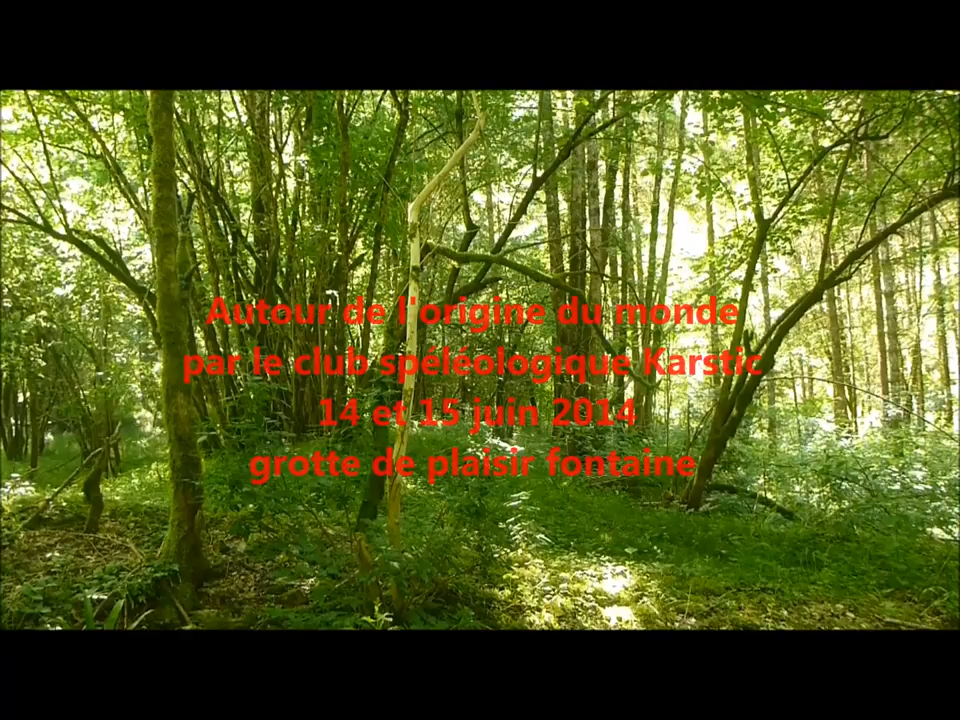 Autour de l'origine du monde
par le club spéléologique Karstic
14 et 15 juin 2014
grotte de plaisir fontaine